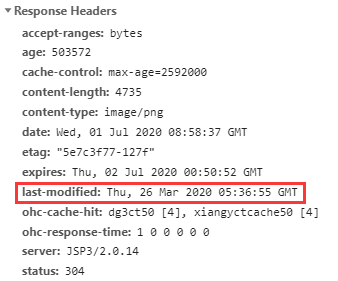 Response Headers
accept-ranges: bytes
age: 503572
cache-control: max-age=2592000
content-length: 4735
content-type: image/png
date: Wed, 01 Jul 2020 08:58:37 GMT
etag: "5e7c3f77-127f"
expires: Thu, 02 Jul 2020 00:50:52 GMT
last-modified: Thu, 26 Mar 2020 05:36:55 GMT
ohc-cache-hit: dg3ct50 [4], xiangyctcache50 [4]
ohc-response-time: 1 0 0 0 0 0
server: JSP3/2.0.14
status: 304